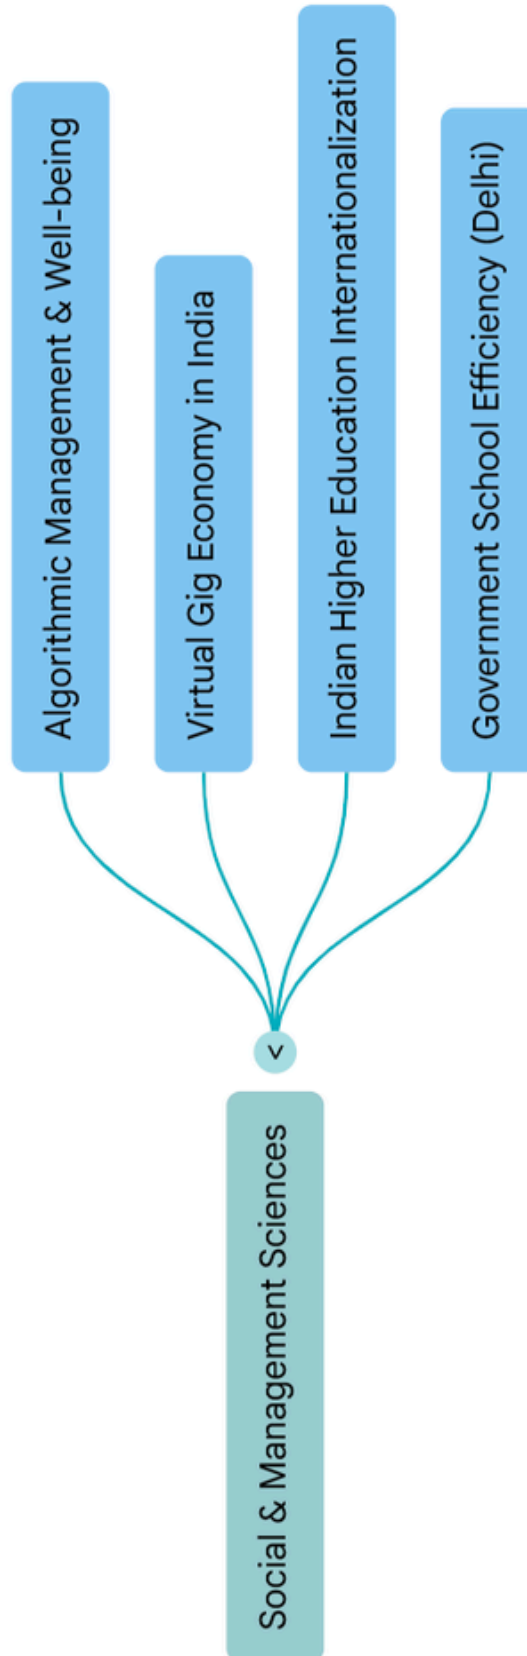 Social & Management Sciences
<
Algorithmic Management & Well-being
Virtual Gig Economy in India
Indian Higher Education Internationalization
Government School Efficiency (Delhi)